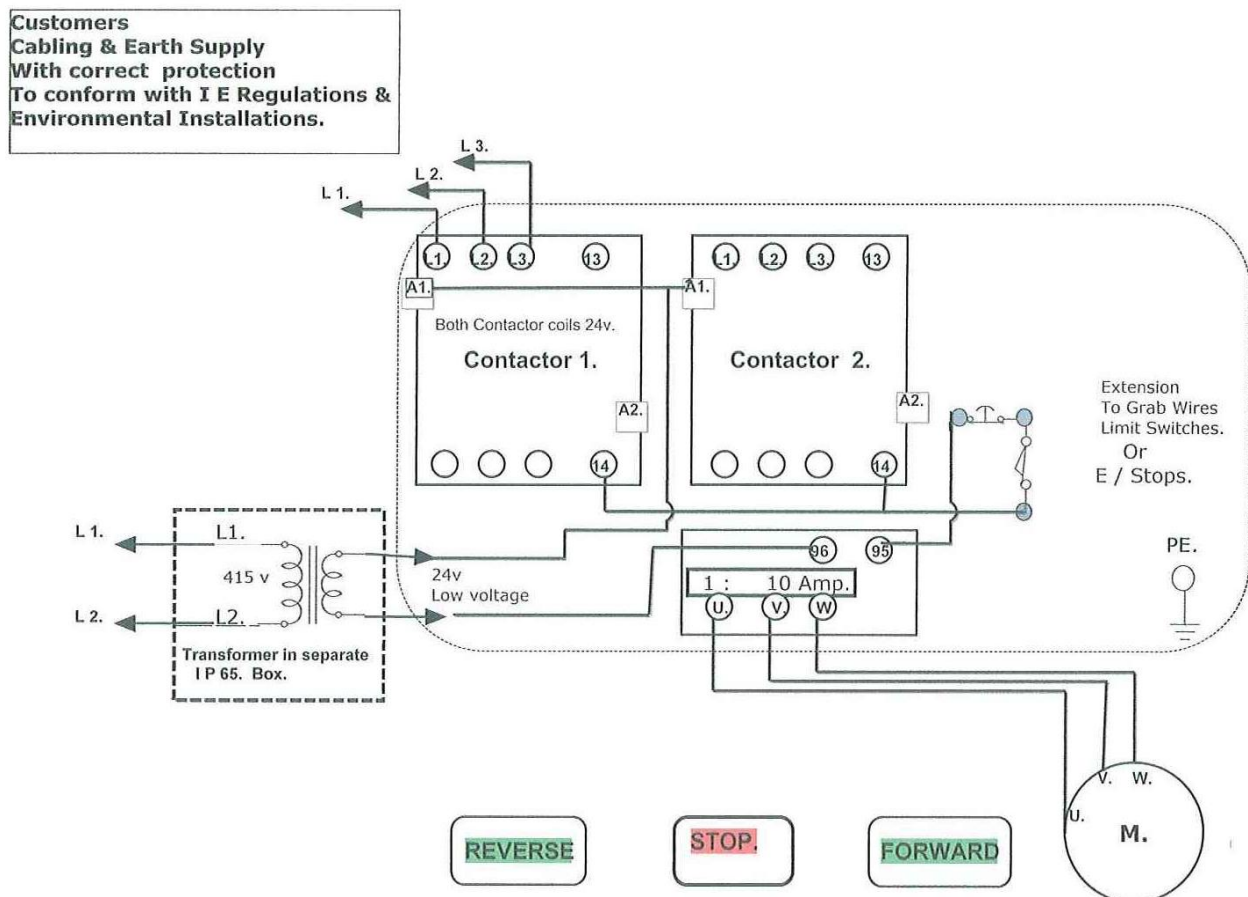 Customers
Cabling & Earth Supply
With correct protection
To conform with I E Regulations &
Environmental Installations.
L 3.
L 2.
L 1.
L1. L2. L3. 13
L1. L2. L3. 13
A1.
A1.
Both Contactor coils 24v.
Contactor 1.
Contactor 2.
A2.
A2.
14
14
Extension
To Grab Wires
Limit Switches.
Or
E / Stops.
L 1.
L1.
415 v
L 2.
L2.
Transformer in separate
I P 65. Box.
24v
Low voltage
96 95
1 : 10 Amp.
U. V. W
PE.
V. W.
U.
M.
REVERSE
STOP.
FORWARD